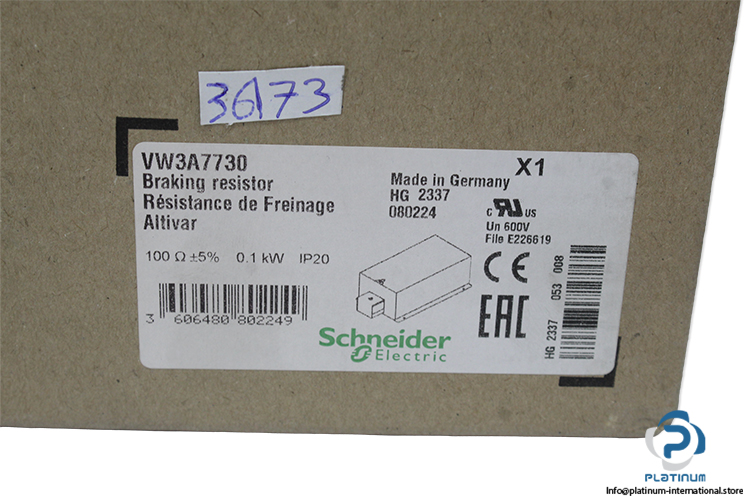 36173
VW3A7730
Braking resistor
Résistance de Freinage
Altivar
100 Ω ±5% 0.1 kW IP20
3 606480 802249
Made in Germany
HG 2337
080224
X1
c RU US
Un 600V
File E226619
CE
EAC
HG 2337 053 008
Schneider
Electric
PLATINUM
Info@platinum-international.store